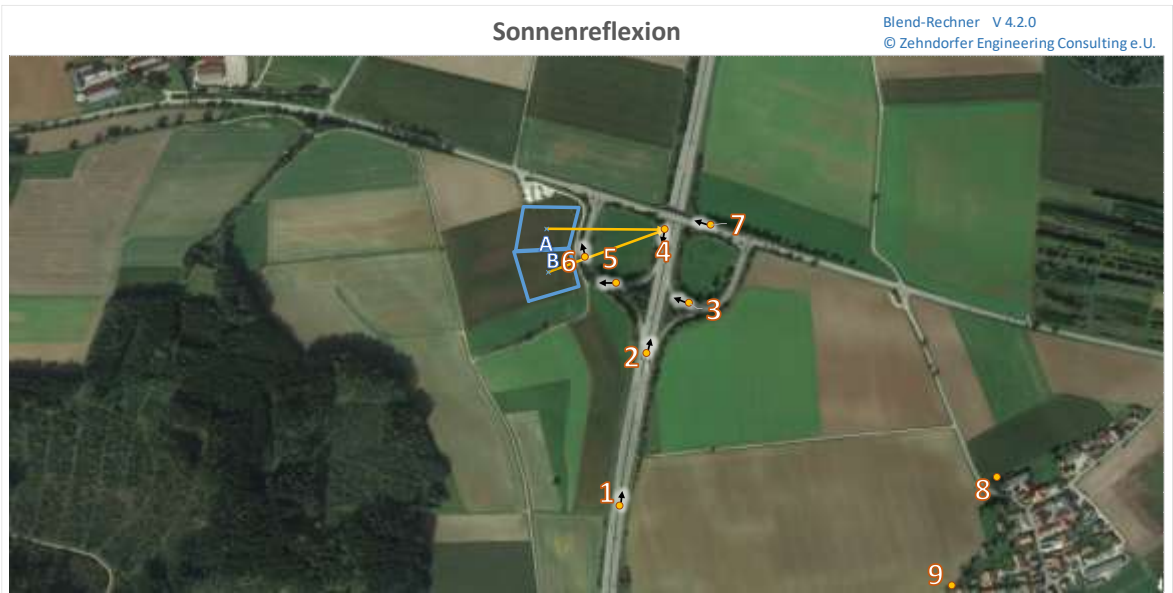 Sonnenreflexion
Blend-Rechner V 4.2.0
© Zehndorfer Engineering Consulting e.U.
7
A
4
5
B
6
3
2
1
8
9